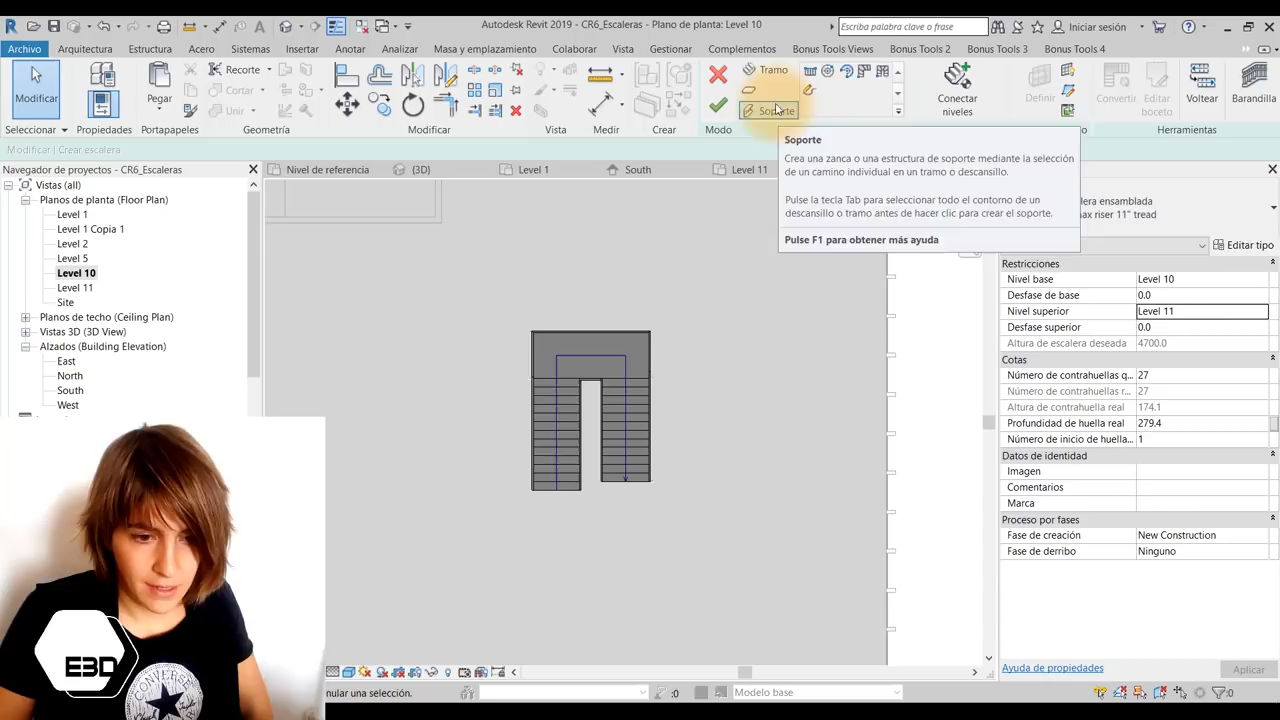 Autodesk Revit 2019 - CR6_Escaleras - Plano de planta: Level 10
Escriba palabra clave o frase
Iniciar sesión
Archivo
Arquitectura
Estructura
Acero
Sistemas
Insertar
Anotar
Analizar
Masa y emplazamiento
Colaborar
Vista
Gestionar
Complementos
Bonus Tools Views
Bonus Tools 2
Bonus Tools 3
Bonus Tools 4
Modificar
Pegar
Recorte
Cortar
Unir
Tramo
Soporte
Conectar
niveles
Definir
Convertir
Editar
boceto
Voltear
Barandilla
Seleccionar
Propiedades
Portapapeles
Geometría
Modificar
Vista
Medir
Crear
Modo
Herramientas
Modificar | Crear escalera
Soporte
Crea una zanca o una estructura de soporte mediante la selección
de un camino individual en un tramo o descansillo.
Pulse la tecla Tab para seleccionar todo el contorno de un
descansillo o tramo antes de hacer clic para crear el soporte.
Pulse F1 para obtener más ayuda
Navegador de proyectos - CR6_Escaleras
Vistas (all)
Planos de planta (Floor Plan)
Level 1
Level 1 Copia 1
Level 2
Level 5
Level 10
Level 11
Site
Planos de techo (Ceiling Plan)
Vistas 3D (3D View)
Alzados (Building Elevation)
East
North
South
West
Nivel de referencia
{3D}
Level 1
South
Level 11
alera ensamblada
nax riser 11" tread
Editar tipo
Restricciones
Nivel base Level 10
Desfase de base 0.0
Nivel superior Level 11
Desfase superior 0.0
Altura de escalera deseada 4700.0
Cotas
Número de contrahuellas q... 27
Número de contrahuellas r... 27
Altura de contrahuella real 174.1
Profundidad de huella real 279.4
Número de inicio de huella... 1
Datos de identidad
Imagen
Comentarios
Marca
Proceso por fases
Fase de creación New Construction
Fase de derribo Ninguno
Ayuda de propiedades
Aplicar
nular una selección.
:0
Modelo base
:0
E3D
CONVERSE